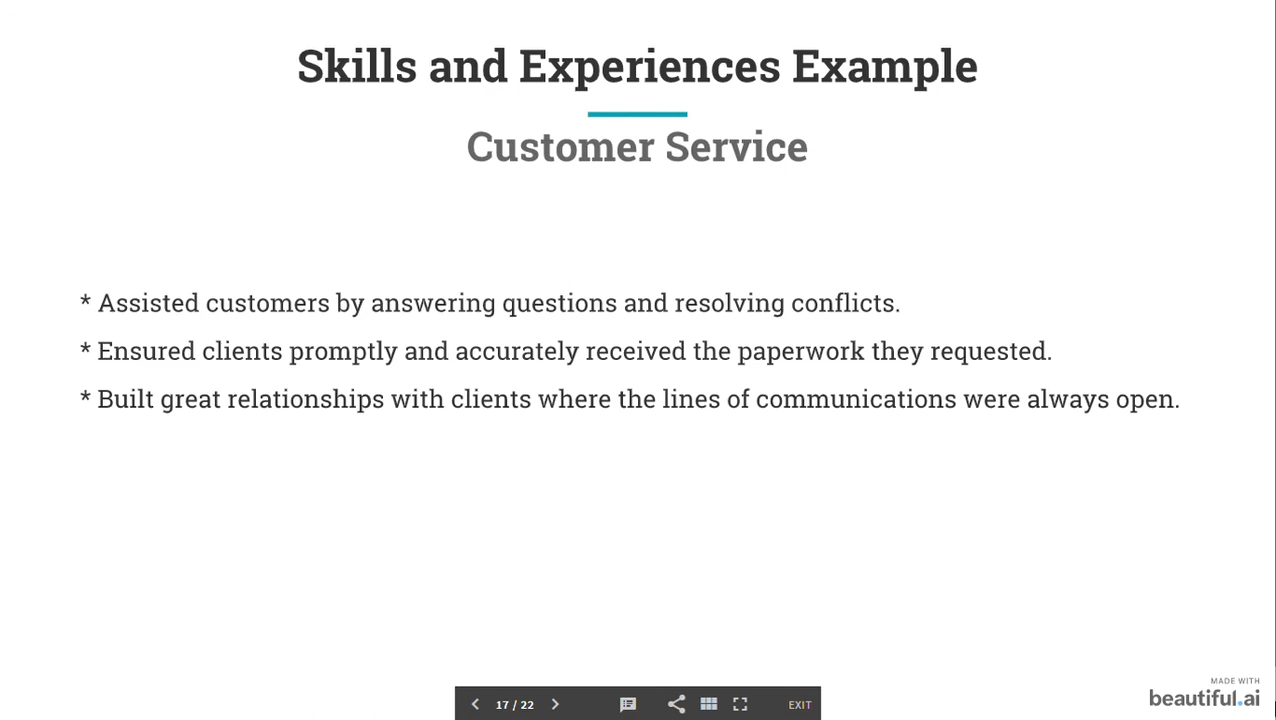 Skills and Experiences Example
Customer Service
* Assisted customers by answering questions and resolving conflicts.
* Ensured clients promptly and accurately received the paperwork they requested.
* Built great relationships with clients where the lines of communications were always open.
17 / 22
EXIT
MADE WITH
beautiful.ai